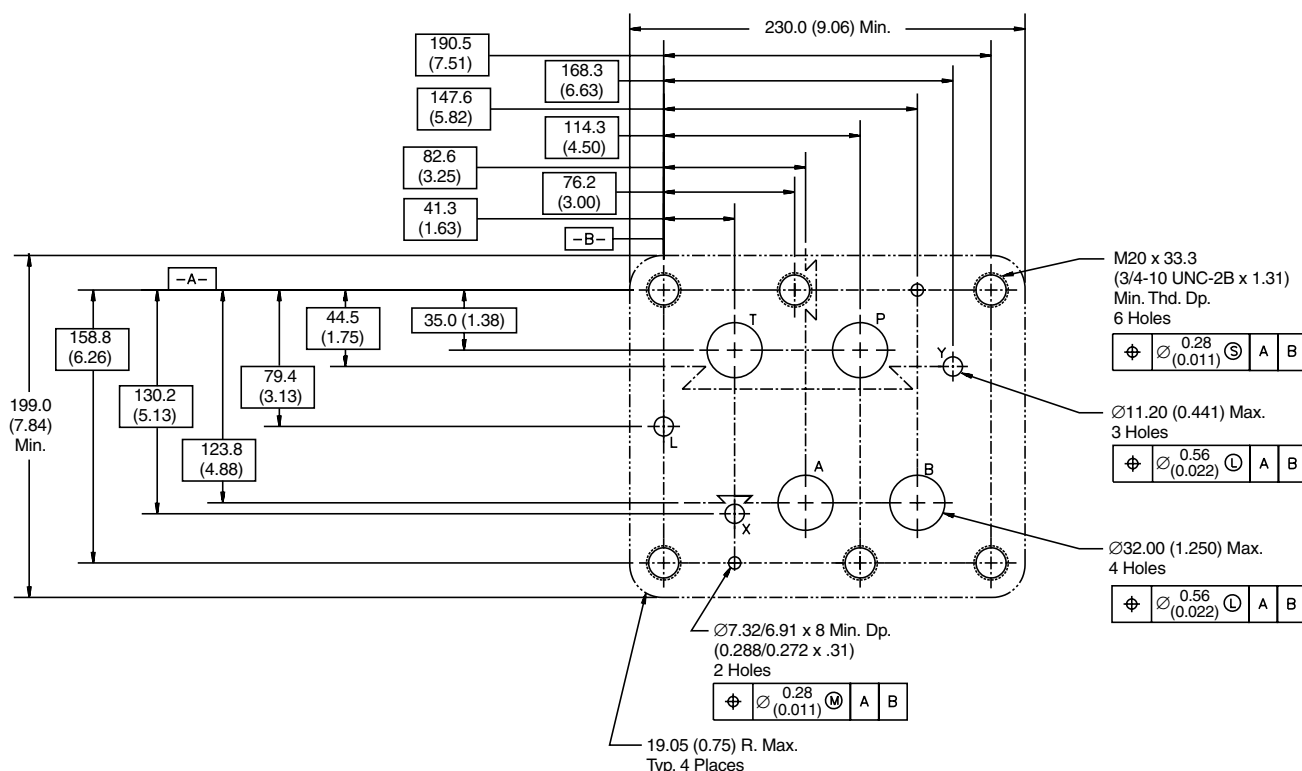 230.0 (9.06) Min.
190.5
(7.51)
168.3
(6.63)
147.6
(5.82)
114.3
(4.50)
82.6
(3.25)
76.2
(3.00)
41.3
(1.63)
-B-
-A-
M20 x 33.3
(3/4-10 UNC-2B x 1.31)
Min. Thd. Dp.
6 Holes
⌖ ∅ 0.28 Ⓢ A B
(0.011)
T
P
Y
35.0 (1.38)
44.5
(1.75)
158.8
(6.26)
79.4
(3.13)
130.2
(5.13)
199.0
(7.84)
Min.
123.8
(4.88)
L
A
B
X
∅11.20 (0.441) Max.
3 Holes
⌖ ∅ 0.56 Ⓛ A B
(0.022)
∅32.00 (1.250) Max.
4 Holes
⌖ ∅ 0.56 Ⓛ A B
(0.022)
∅7.32/6.91 x 8 Min. Dp.
(0.288/0.272 x .31)
2 Holes
⌖ ∅ 0.28 Ⓜ A B
(0.011)
19.05 (0.75) R. Max.
Typ. 4 Places